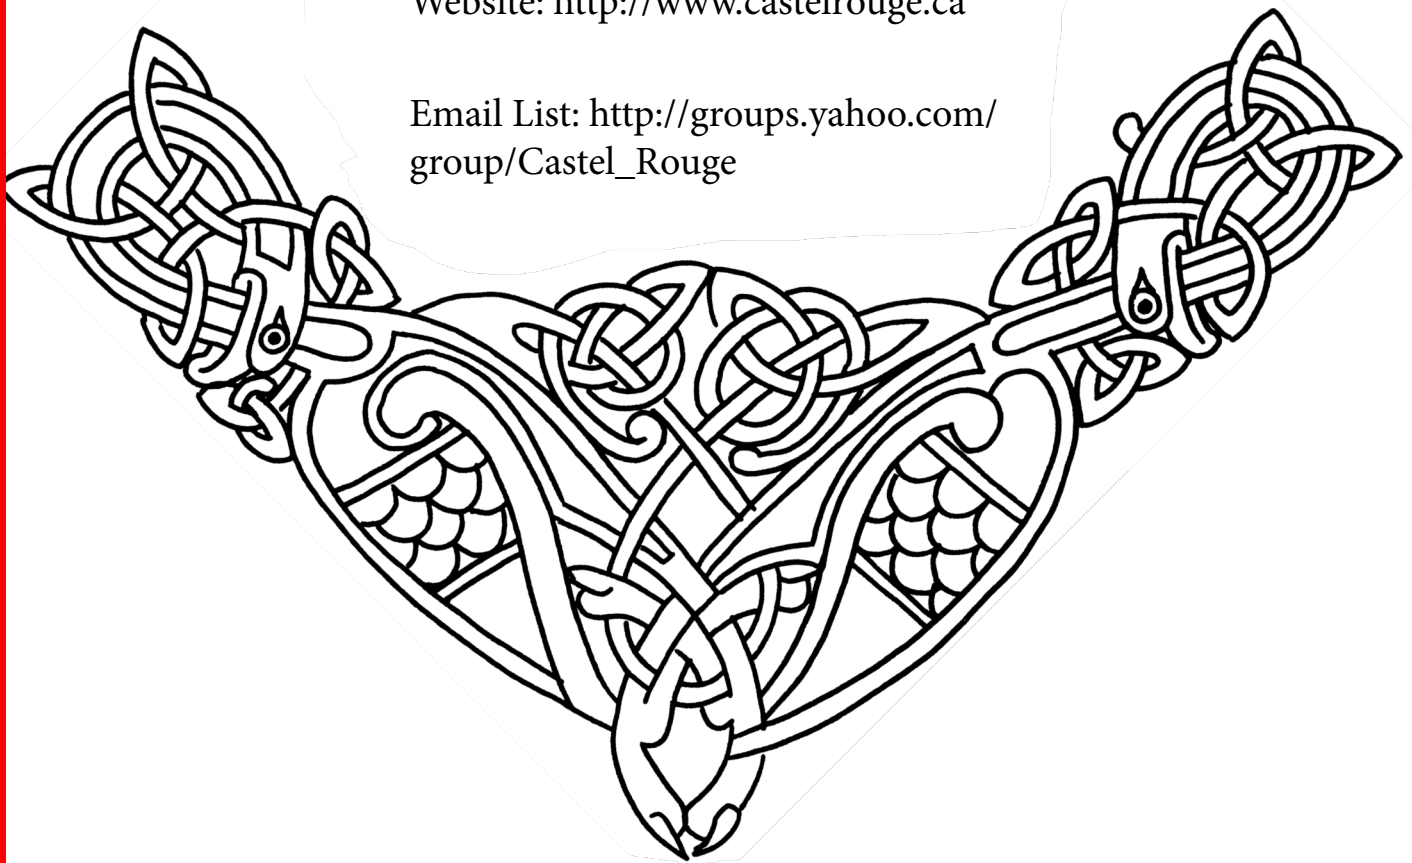 Website: http://www.castelrouge.ca
Email List: http://groups.yahoo.com/
group/Castel_Rouge